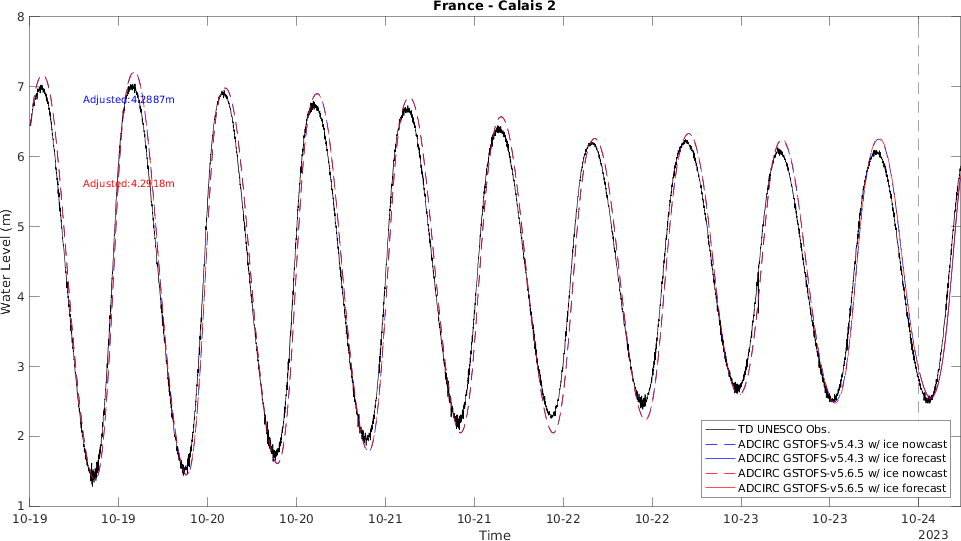 France - Calais 2
8
7
6
5
4
3
2
1
Water Level (m)
Adjusted:4.2887m
Adjusted:4.2918m
TD UNESCO Obs.
ADCIRC GSTOFS-v5.4.3 w/ ice nowcast
ADCIRC GSTOFS-v5.4.3 w/ ice forecast
ADCIRC GSTOFS-v5.6.5 w/ ice nowcast
ADCIRC GSTOFS-v5.6.5 w/ ice forecast
10-19 10-19 10-20 10-20 10-21 10-21 10-22 10-22 10-23 10-23 10-24
Time
2023